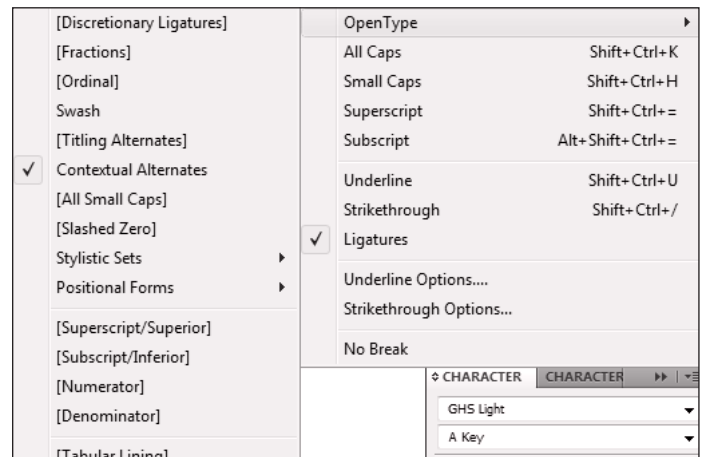 [Discretionary Ligatures]
[Fractions]
[Ordinal]
Swash
[Titling Alternates]
Contextual Alternates
[All Small Caps]
[Slashed Zero]
Stylistic Sets
Positional Forms
[Superscript/Superior]
[Subscript/Inferior]
[Numerator]
[Denominator]
[Tabular Lining]
OpenType
All Caps Shift+Ctrl+K
Small Caps Shift+Ctrl+H
Superscript Shift+Ctrl+=
Subscript Alt+Shift+Ctrl+=
Underline Shift+Ctrl+U
Strikethrough Shift+Ctrl+/
Ligatures
Underline Options....
Strikethrough Options...
No Break
CHARACTER CHARACTER
GHS Light
A Key